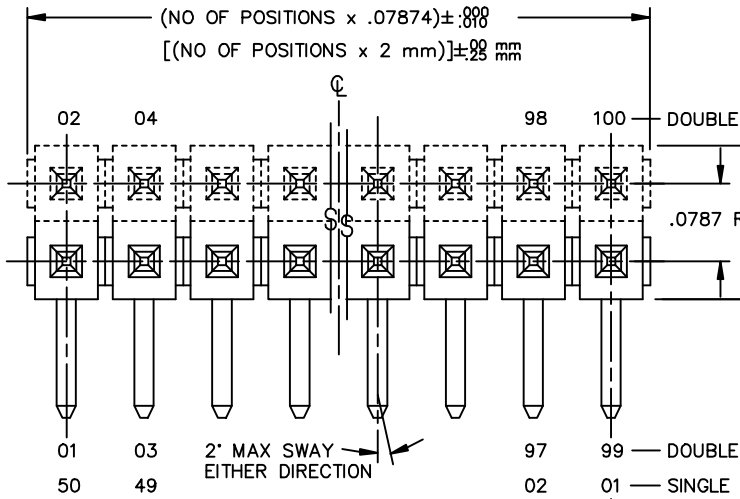 (NO OF POSITIONS x .07874)± .000 .010
[(NO OF POSITIONS x 2 mm)]± .00 mm .25 mm
℄
02 04 98 100 DOUBLE
.0787 R
S S
01 03 2° MAX SWAY 97 99 DOUBLE
EITHER DIRECTION
50 49 02 01 SINGLE